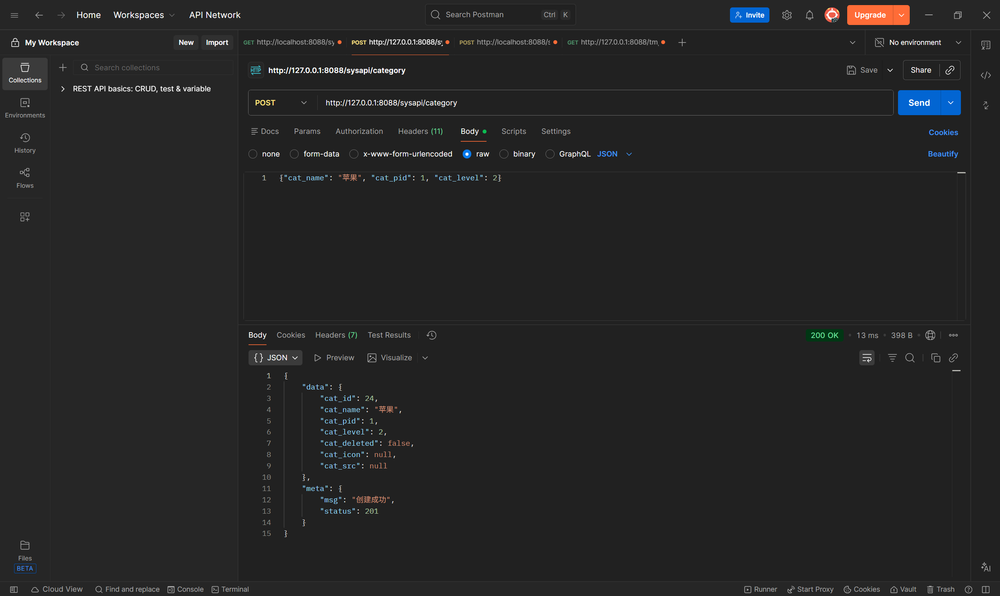 Home Workspaces API Network Search Postman Ctrl K Invite Upgrade
My Workspace New Import GET http://localhost:8088/sy POST http://127.0.0.1:8088/sy POST http://localhost:8088/s GET http://127.0.0.1:8088/tm No environment
Collections
Search collections
HTTP http://127.0.0.1:8088/sysapi/category Save Share
REST API basics: CRUD, test & variable
POST http://127.0.0.1:8088/sysapi/category Send
Environments
Docs Params Authorization Headers (11) Body Scripts Settings Cookies
History
none form-data x-www-form-urlencoded raw binary GraphQL JSON Beautify
Flows
1 {"cat_name": "苹果", "cat_pid": 1, "cat_level": 2}
Body Cookies Headers (7) Test Results 200 OK • 13 ms • 398 B •
{} JSON Preview Visualize
1 {
2 "data": {
3 "cat_id": 24,
4 "cat_name": "苹果",
5 "cat_pid": 1,
6 "cat_level": 2,
7 "cat_deleted": false,
8 "cat_icon": null,
9 "cat_src": null
10 },
11 "meta": {
12 "msg": "创建成功",
13 "status": 201
14 }
15 }
Files
BETA
AI
Cloud View Find and replace Console Terminal Runner Start Proxy Cookies Vault Trash